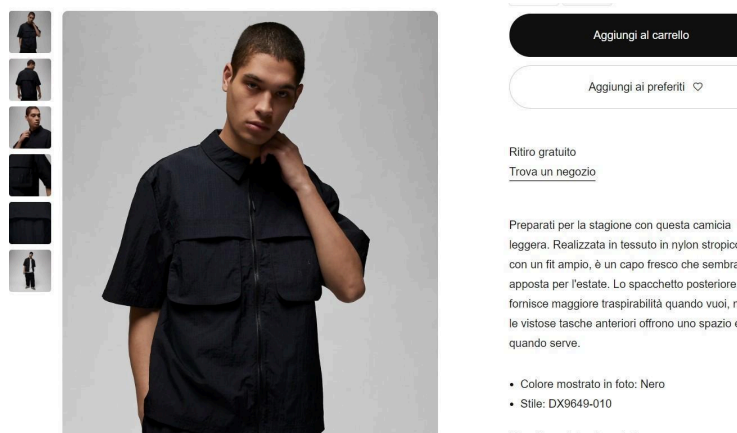 Aggiungi al carrello
Aggiungi ai preferiti
Ritiro gratuito
Trova un negozio
Preparati per la stagione con questa camicia
leggera. Realizzata in tessuto in nylon
con un fit ampio, è un capo fresco che sembra
apposta per l'estate. Lo spacchetto posteriore
fornisce maggiore traspirabilità quando vuoi,
le vistose tasche anteriori offrono uno spazio
quando serve.
• Colore mostrato in foto: Nero
• Stile: DX9649-010